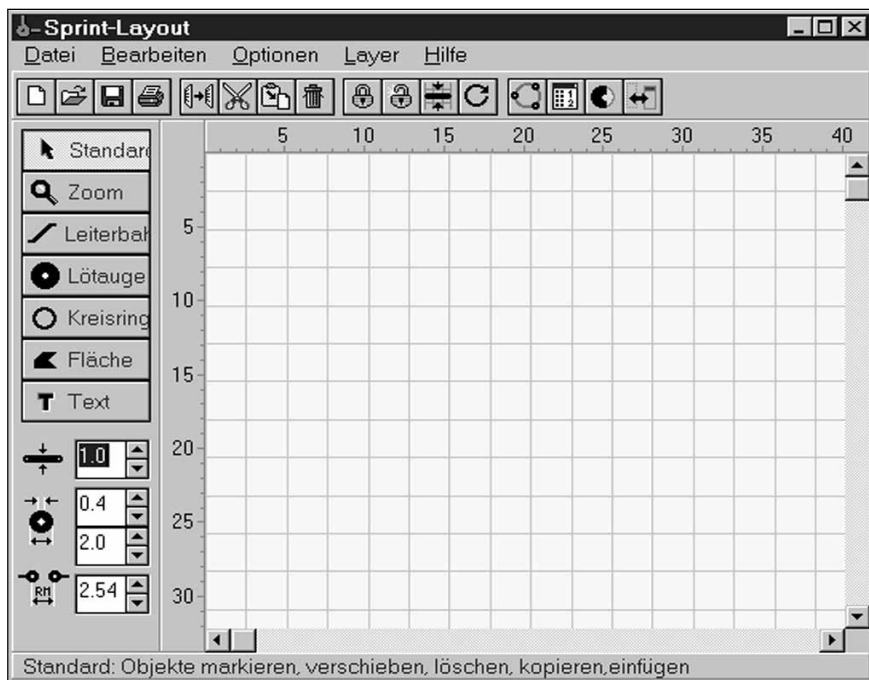 Sprint-Layout
Datei Bearbeiten Optionen Layer Hilfe
5 10 15 20 25 30 35 40
Standard
Zoom
Leiterbah
Lötauge
Kreisring
Fläche
Text
5
10
15
20
25
30
1.0
0.4
2.0
RM
2.54
Standard: Objekte markieren, verschieben, löschen, kopieren,einfügen